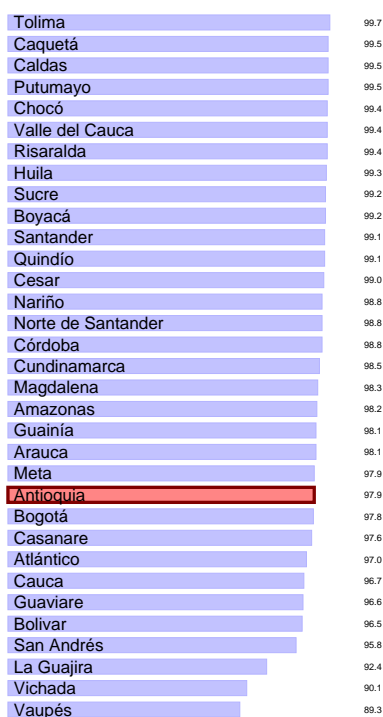 Tolima 99.7
Caquetá 99.5
Caldas 99.5
Putumayo 99.5
Chocó 99.4
Valle del Cauca 99.4
Risaralda 99.4
Huila 99.3
Sucre 99.2
Boyacá 99.2
Santander 99.1
Quindío 99.1
Cesar 99.0
Nariño 98.8
Norte de Santander 98.8
Córdoba 98.8
Cundinamarca 98.5
Magdalena 98.3
Amazonas 98.2
Guainía 98.1
Arauca 98.1
Meta 97.9
Antioquia 97.9
Bogotá 97.8
Casanare 97.6
Atlántico 97.0
Cauca 96.7
Guaviare 96.6
Bolivar 96.5
San Andrés 95.8
La Guajira 92.4
Vichada 90.1
Vaupés 89.3